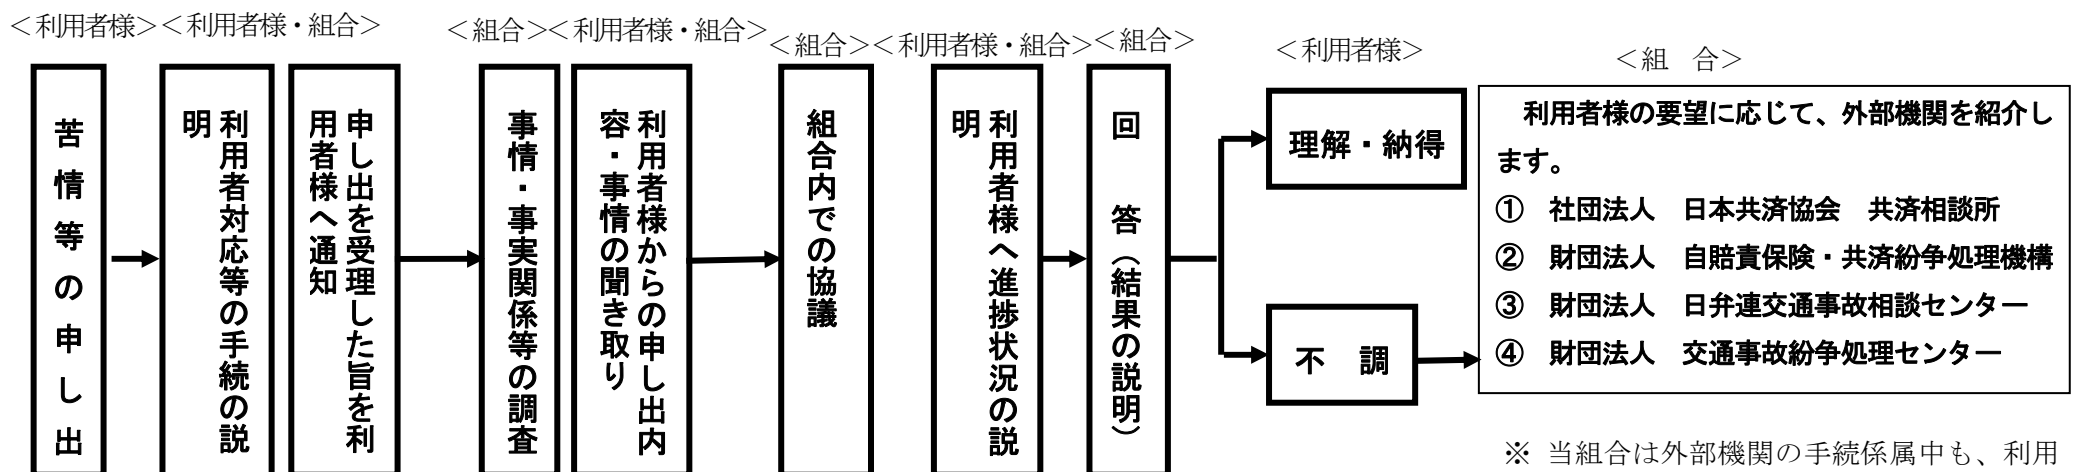 ＜利用者様＞
＜利用者様・組合＞
＜組合＞
＜利用者様・組合＞
＜組合＞
＜利用者様・組合＞
＜組合＞
＜利用者様＞
＜組　合＞
苦情等の申し出
利用者対応等の手続の説
明
申し出を受理した旨を利
用者様へ通知
事情・事実関係等の調査
利用者様からの申し出内
容・事情の聞き取り
組合内での協議
利用者様へ進捗状況の説
明
回　答（結果の説明）
理解・納得
不　調
利用者様の要望に応じて、外部機関を紹介し
ます。
①　社団法人　日本共済協会　共済相談所
②　財団法人　自賠責保険・共済紛争処理機構
③　財団法人　日弁連交通事故相談センター
④　財団法人　交通事故紛争処理センター
※ 当組合は外部機関の手続係属中も、利用